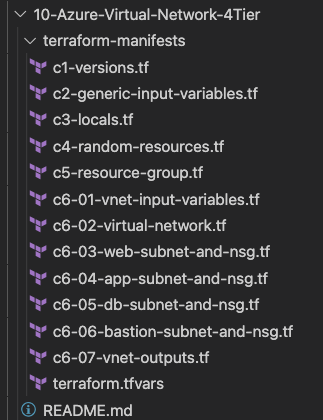 10-Azure-Virtual-Network-4Tier
terraform-manifests
c1-versions.tf
c2-generic-input-variables.tf
c3-locals.tf
c4-random-resources.tf
c5-resource-group.tf
c6-01-vnet-input-variables.tf
c6-02-virtual-network.tf
c6-03-web-subnet-and-nsg.tf
c6-04-app-subnet-and-nsg.tf
c6-05-db-subnet-and-nsg.tf
c6-06-bastion-subnet-and-nsg.tf
c6-07-vnet-outputs.tf
terraform.tfvars
README.md